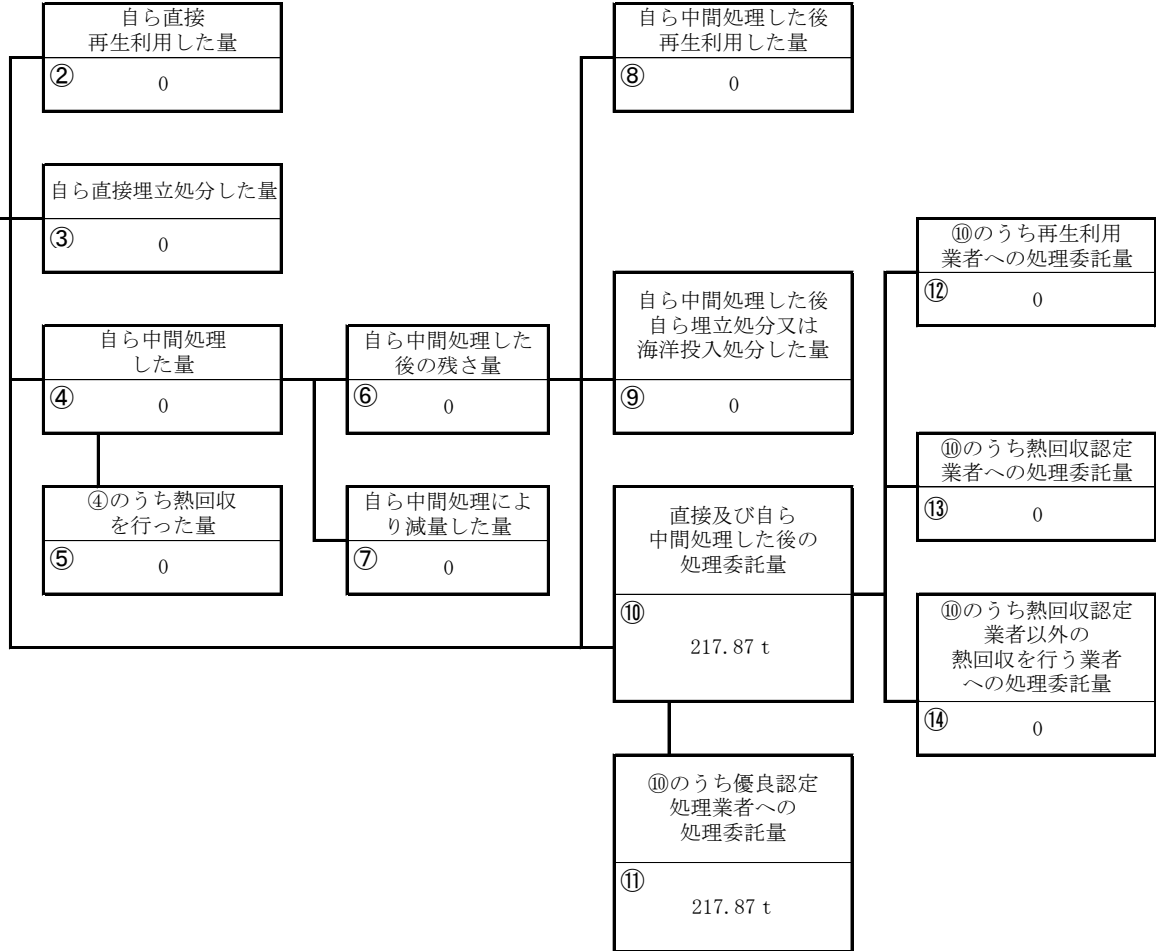 自ら直接
再生利用した量
② 0
自ら直接埋立処分した量
③ 0
自ら中間処理
した量
④ 0
④のうち熱回収
を行った量
⑤ 0
自ら中間処理した
後の残さ量
⑥ 0
自ら中間処理によ
り減量した量
⑦ 0
自ら中間処理した後
再生利用した量
⑧ 0
自ら中間処理した後
自ら埋立処分又は
海洋投入処分した量
⑨ 0
直接及び自ら
中間処理した後の
処理委託量
⑩
217.87 t
⑩のうち優良認定
処理業者への
処理委託量
⑪
217.87 t
⑩のうち再生利用
業者への処理委託量
⑫ 0
⑩のうち熱回収認定
業者への処理委託量
⑬ 0
⑩のうち熱回収認定
業者以外の
熱回収を行う業者
への処理委託量
⑭ 0